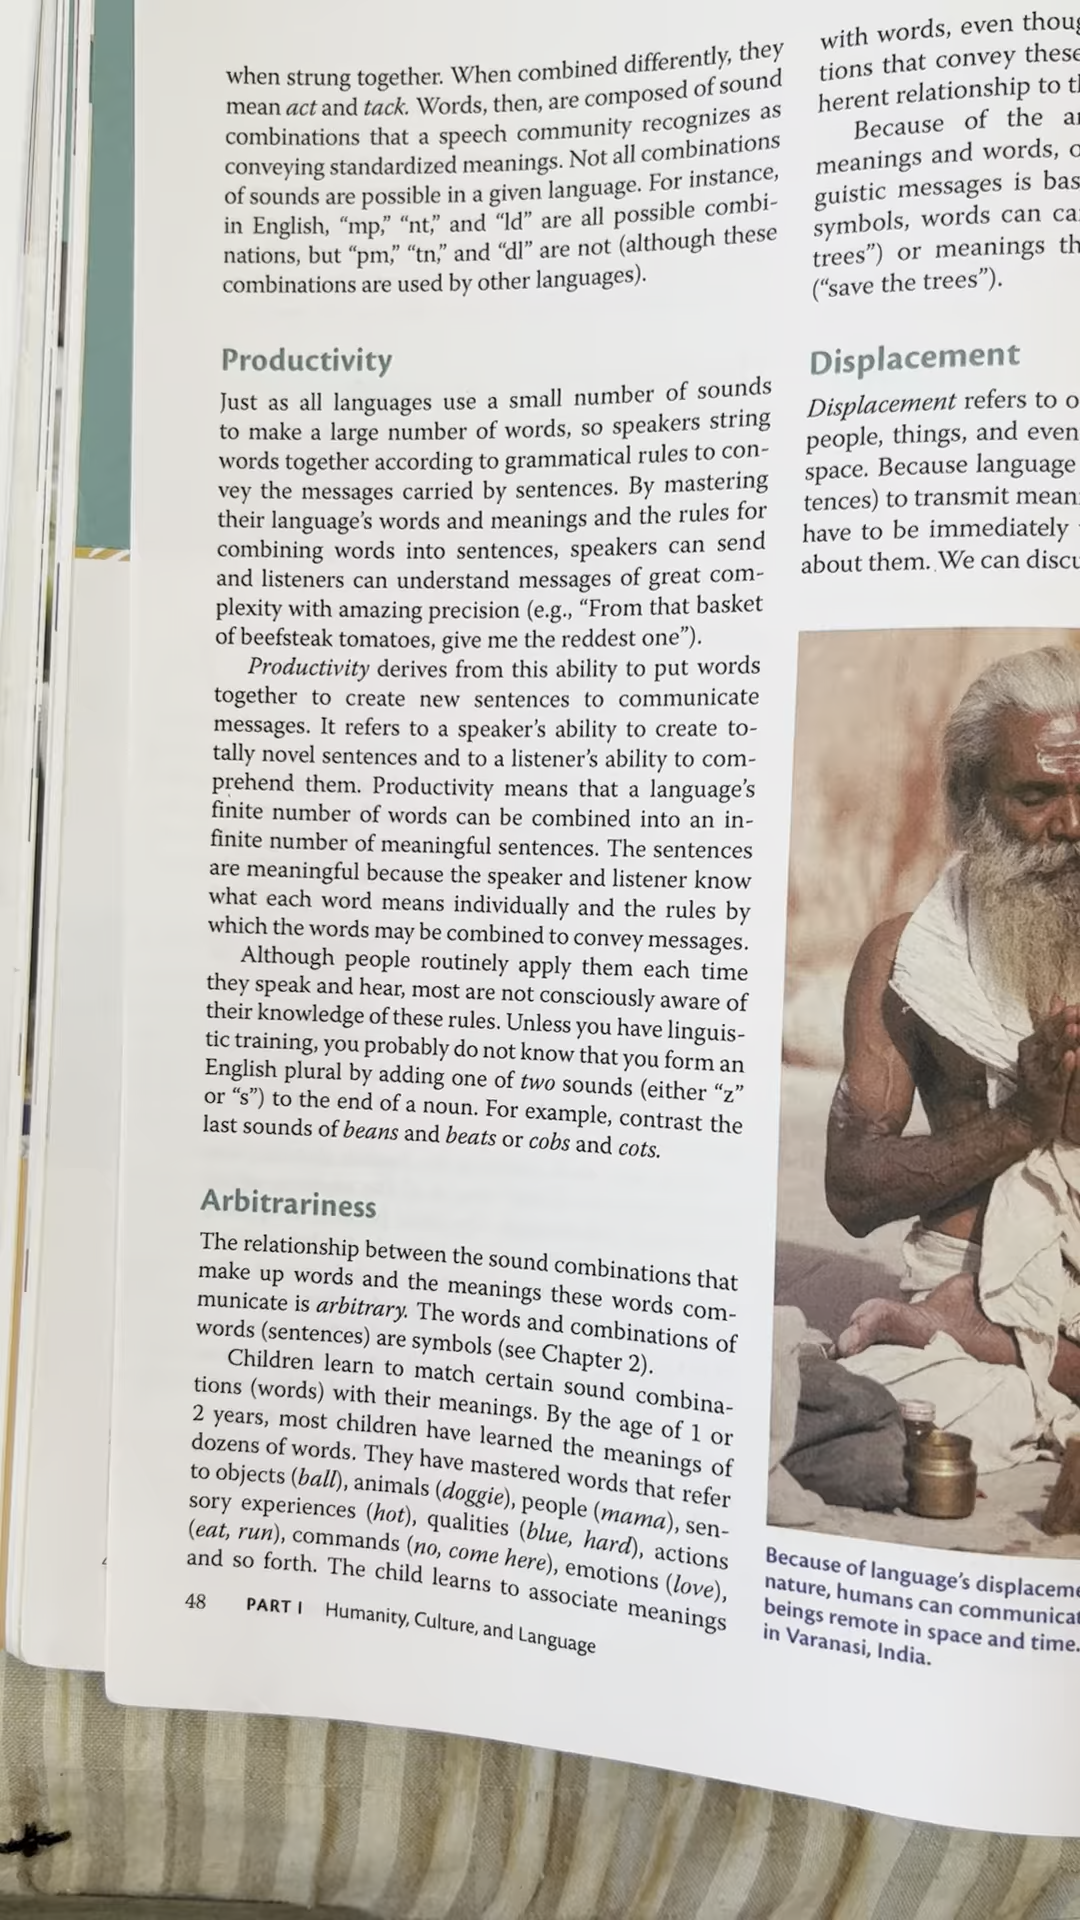 when strung together. When combined differently, they
mean act and tack. Words, then, are composed of sound
combinations that a speech community recognizes as
conveying standardized meanings. Not all combinations
of sounds are possible in a given language. For instance,
in English, “mp,” “nt,” and “ld” are all possible combi-
nations, but “pm,” “tn,” and “dl” are not (although these
combinations are used by other languages).
Productivity
Just as all languages use a small number of sounds
to make a large number of words, so speakers string
words together according to grammatical rules to con-
vey the messages carried by sentences. By mastering
their language’s words and meanings and the rules for
combining words into sentences, speakers can send
and listeners can understand messages of great com-
plexity with amazing precision (e.g., “From that basket
of beefsteak tomatoes, give me the reddest one”).
Productivity derives from this ability to put words
together to create new sentences to communicate
messages. It refers to a speaker’s ability to create to-
tally novel sentences and to a listener’s ability to com-
prehend them. Productivity means that a language’s
finite number of words can be combined into an in-
finite number of meaningful sentences. The sentences
are meaningful because the speaker and listener know
what each word means individually and the rules by
which the words may be combined to convey messages.
Although people routinely apply them each time
they speak and hear, most are not consciously aware of
their knowledge of these rules. Unless you have linguis-
tic training, you probably do not know that you form an
English plural by adding one of two sounds (either “z”
or “s”) to the end of a noun. For example, contrast the
last sounds of beans and beats or cobs and cots.
Arbitrariness
The relationship between the sound combinations that
make up words and the meanings these words com-
municate is arbitrary. The words and combinations of
words (sentences) are symbols (see Chapter 2).
Children learn to match certain sound combina-
tions (words) with their meanings. By the age of 1 or
2 years, most children have learned the meanings of
dozens of words. They have mastered words that refer
to objects (ball), animals (doggie), people (mama), sen-
sory experiences (hot), qualities (blue, hard), actions
(eat, run), commands (no, come here), emotions (love),
and so forth. The child learns to associate meanings
48 PART I Humanity, Culture, and Language
with words, even
tions that convey these
herent relationship to
Because of the
meanings and words,
guistic messages is
symbols, words can
trees”) or meanings
(“save the trees”).
Displacement
Displacement refers to
people, things, and
space. Because language
tences) to transmit
have to be immediately
about them. We can
Because of language’s
nature, humans can
beings remote in space and time.
in Varanasi, India.